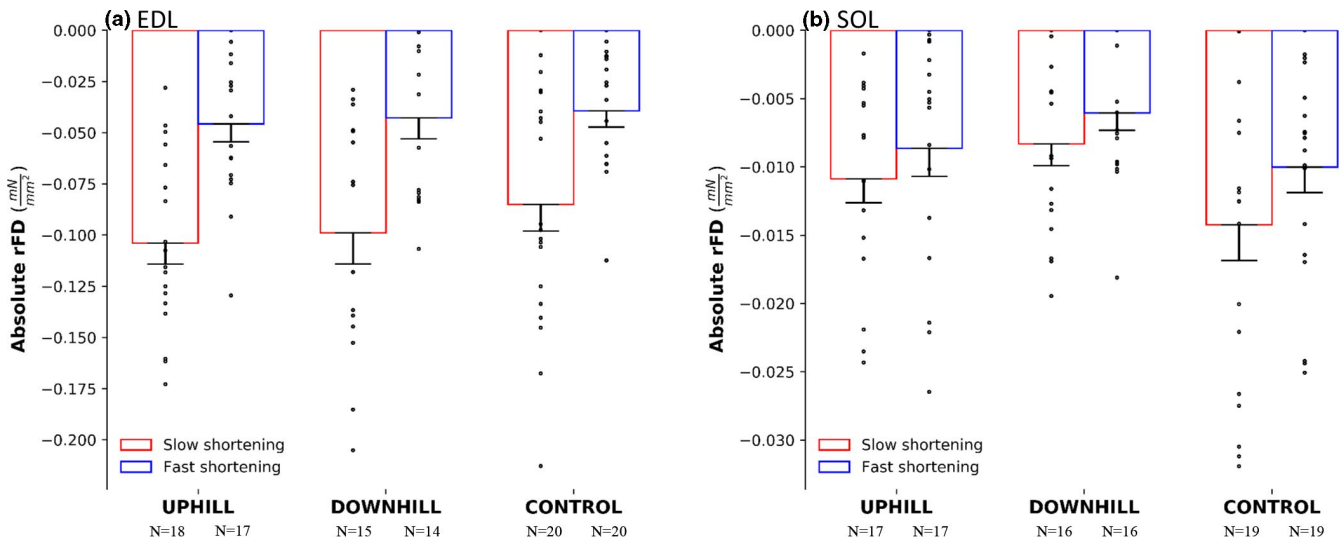 (a) EDL
0.000
−0.025
−0.050
−0.075
−0.100
−0.125
−0.150
−0.175
−0.200
Absolute rFD (mN/mm²)
Slow shortening
Fast shortening
UPHILL DOWNHILL CONTROL
N=18 N=17 N=15 N=14 N=20 N=20
(b) SOL
0.000
−0.005
−0.010
−0.015
−0.020
−0.025
−0.030
Absolute rFD (mN/mm²)
Slow shortening
Fast shortening
UPHILL DOWNHILL CONTROL
N=17 N=17 N=16 N=16 N=19 N=19